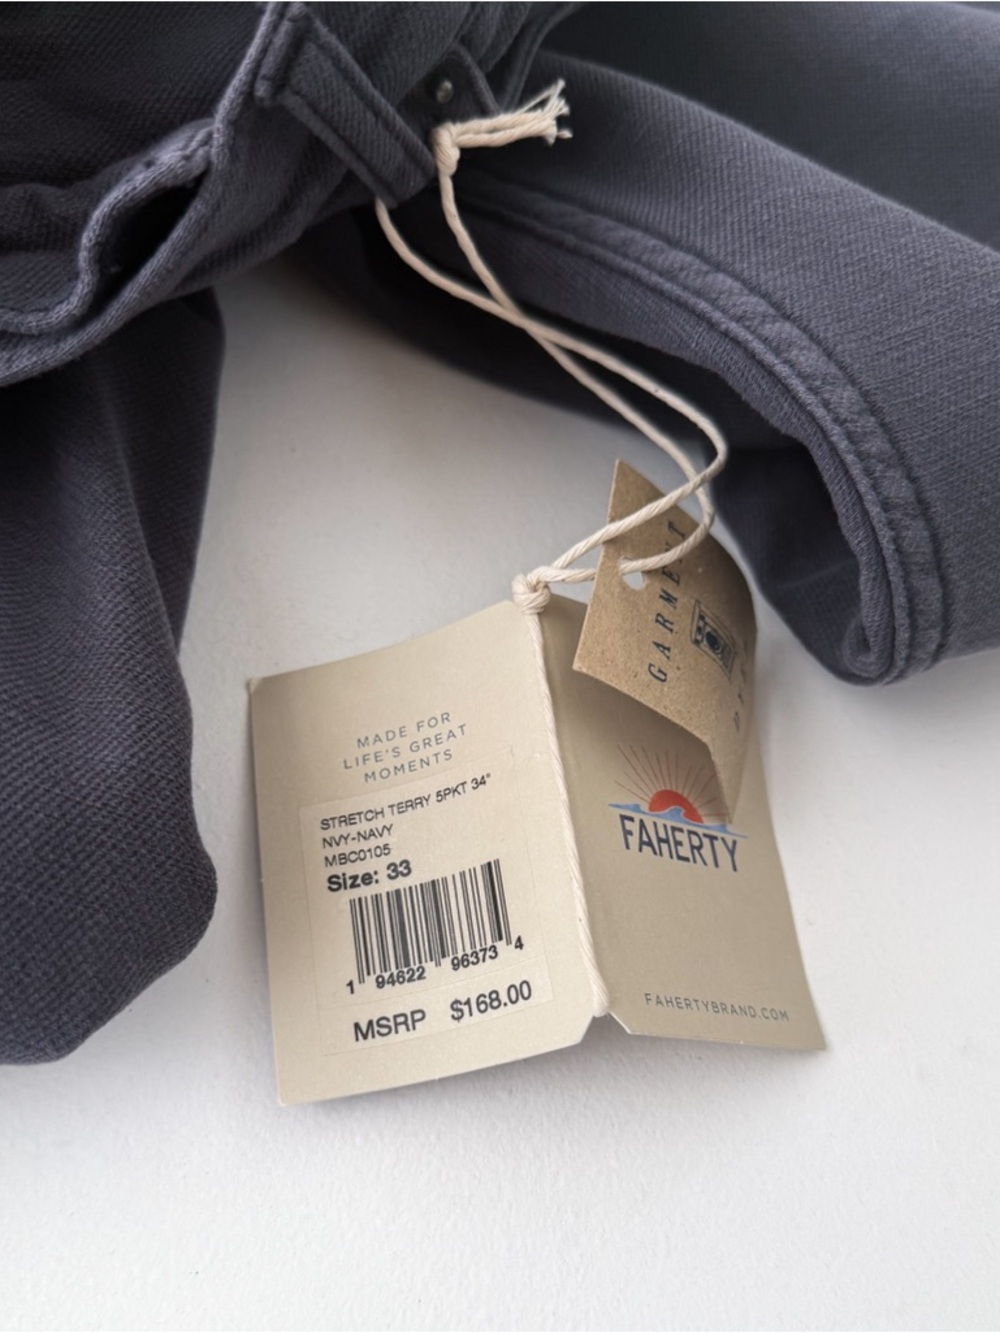 MADE FOR
LIFE'S GREAT
MOMENTS
STRETCH TERRY 5PKT 34"
NVY-NAVY
MBC0105
Size: 33
1 94622 96373 4
MSRP $168.00
GARMENT
FAHERTY
FAHERTYBRAND.COM